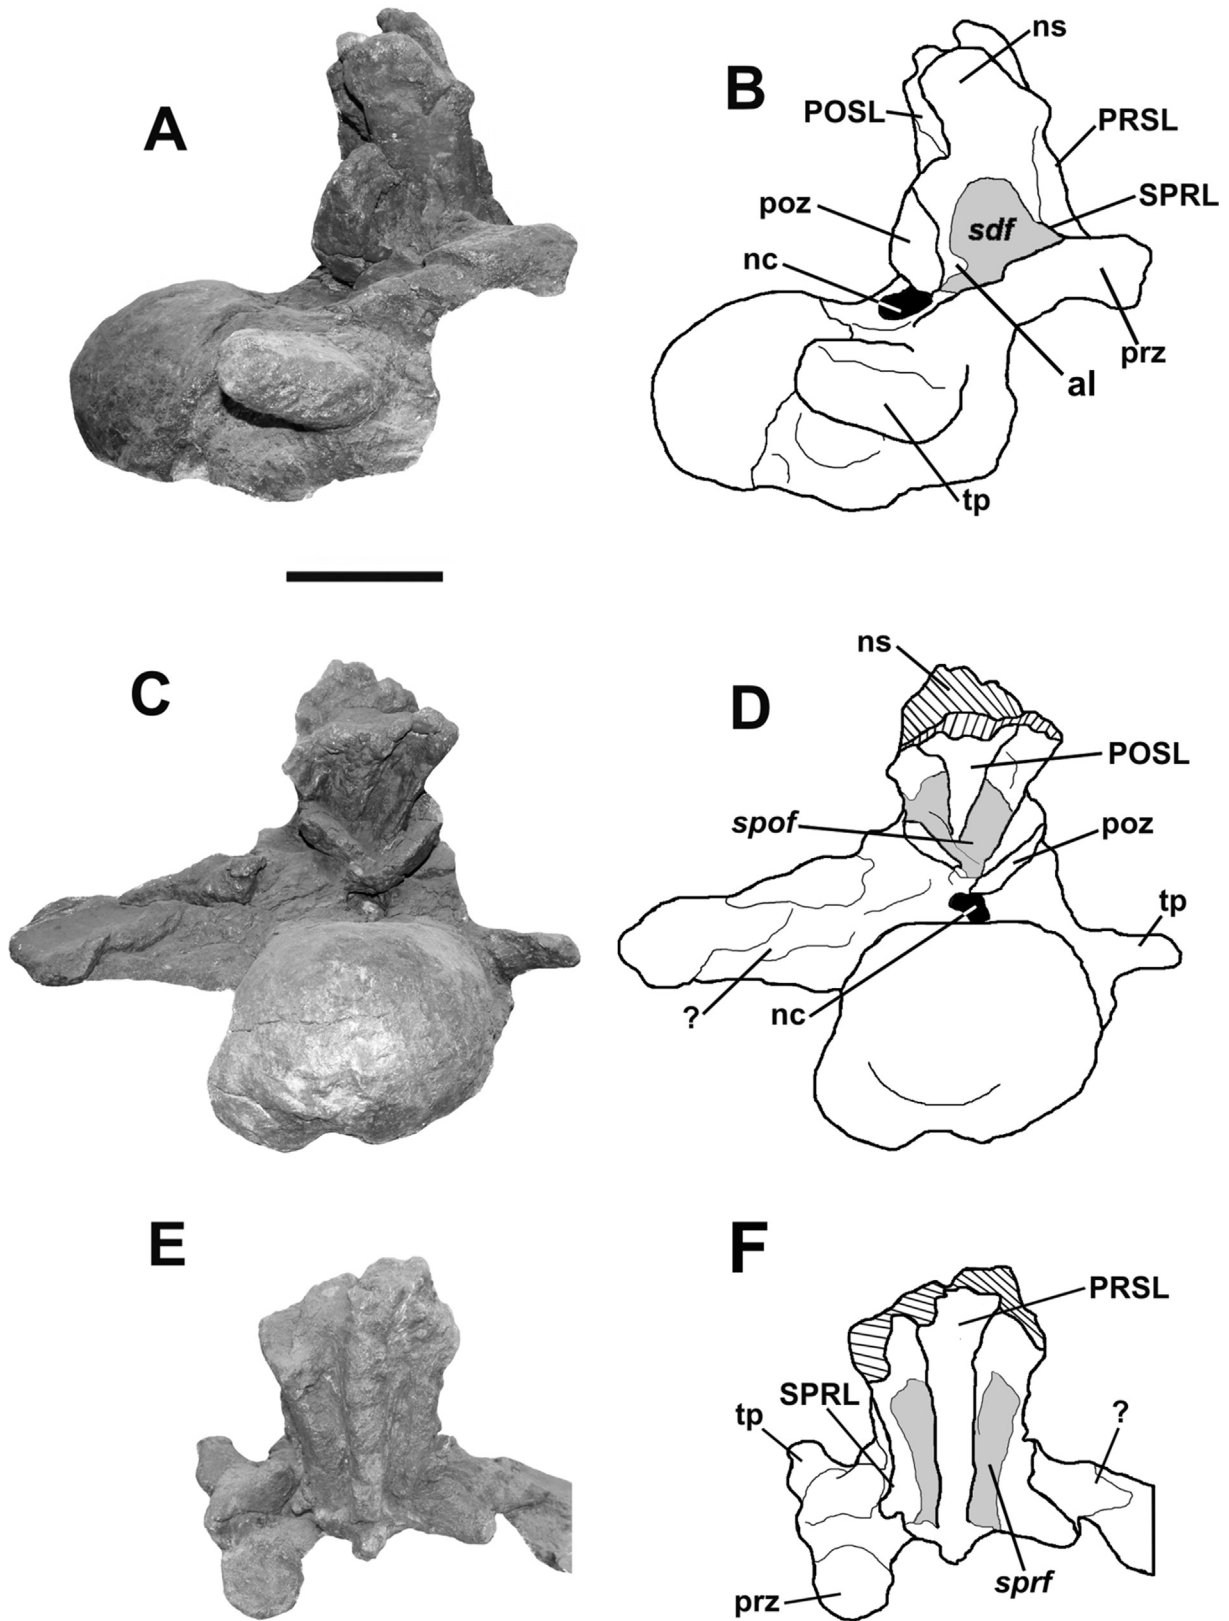 A
B
ns
POSL
PRSL
poz
SPRL
sdf
nc
prz
al
tp
C
D
ns
POSL
spof
poz
tp
?
nc
E
F
PRSL
SPRL
tp
?
sprf
prz